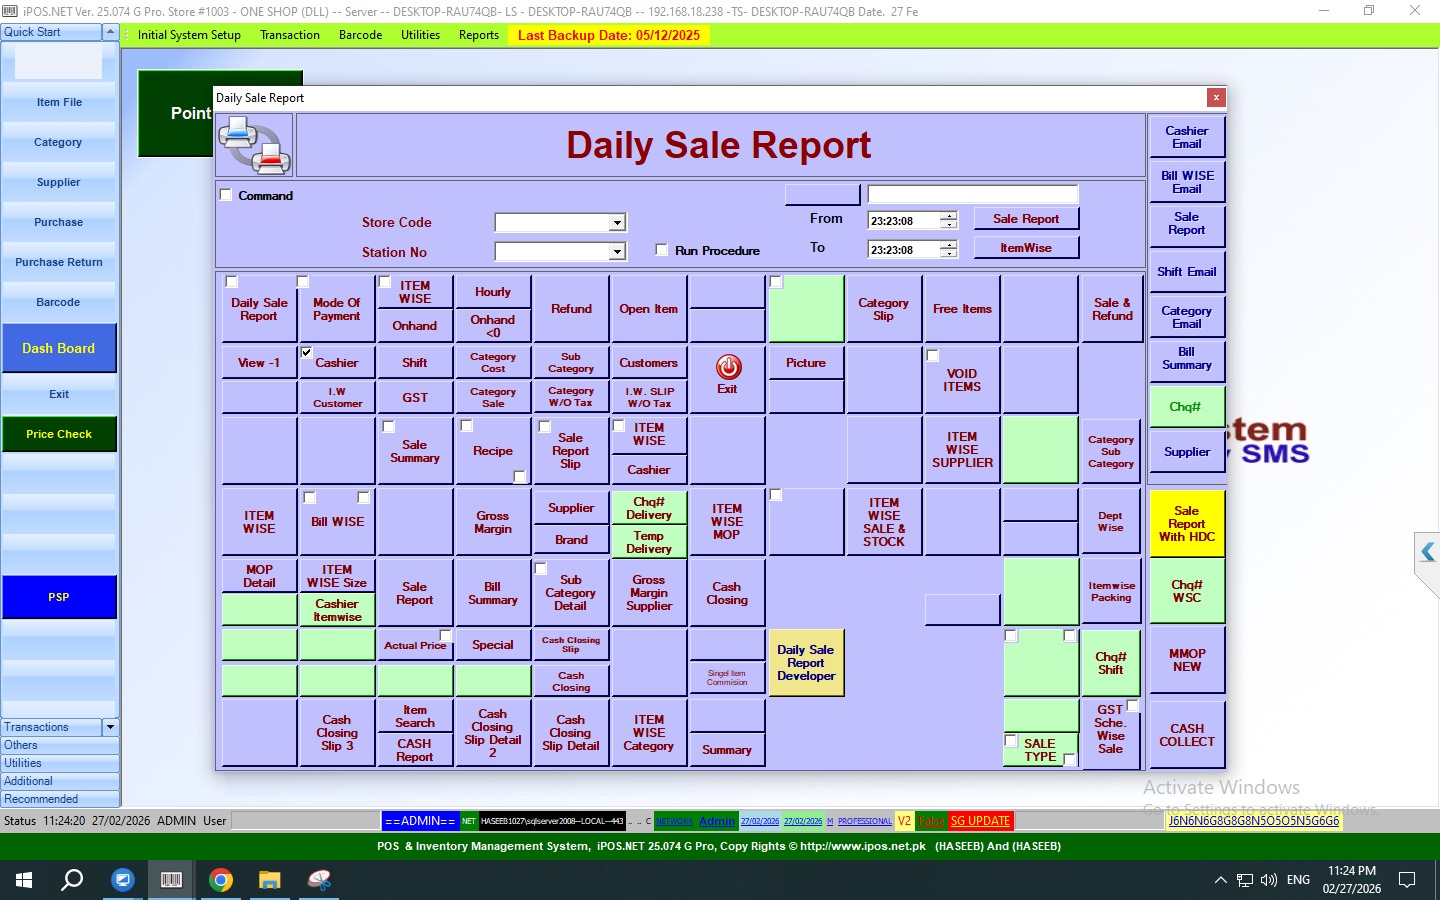 iPOS.NET Ver. 25.074 G Pro. Store #1003 - ONE SHOP (DLL) -- Server -- DESKTOP-RAU74QB- LS - DESKTOP-RAU74QB -- 192.168.18.238 -TS- DESKTOP-RAU74QB Date. 27 Fe
Quick Start
Initial System Setup
Transaction
Barcode
Utilities
Reports
Last Backup Date: 05/12/2025
Item File
Category
Supplier
Purchase
Purchase Return
Barcode
Dash Board
Exit
Price Check
PSP
Transactions
Others
Utilities
Additional
Recommended
Point
Daily Sale Report
Daily Sale Report
Command
Store Code
Station No
Run Procedure
From
23:23:08
Sale Report
To
23:23:08
ItemWise
Daily Sale
Report
Mode Of
Payment
ITEM
WISE
Onhand
Hourly
Onhand
<0
Refund
Open Item
Category
Slip
Free Items
Sale &
Refund
View -1
Cashier
Shift
Category
Cost
Sub
Category
Customers
Exit
Picture
VOID
ITEMS
I.W
Customer
GST
Category
Sale
Category
W/O Tax
I.W. SLIP
W/O Tax
Sale
Summary
Recipe
Sale
Report
Slip
ITEM
WISE
Cashier
ITEM
WISE
SUPPLIER
Category
Sub
Category
ITEM
WISE
Bill WISE
Gross
Margin
Supplier
Brand
Chq#
Delivery
Temp
Delivery
ITEM
WISE
MOP
ITEM
WISE
SALE &
STOCK
Dept
Wise
MOP
Detail
ITEM
WISE Size
Cashier
Itemwise
Sale
Report
Bill
Summary
Sub
Category
Detail
Gross
Margin
Supplier
Cash
Closing
Itemwise
Packing
Actual Price
Special
Cash Closing
Slip
Cash
Closing
Singel Item
Commision
Daily Sale
Report
Developer
Chq#
Shift
Cash
Closing
Slip 3
Item
Search
CASH
Report
Cash
Closing
Slip Detail
2
Cash
Closing
Slip Detail
ITEM
WISE
Category
Summary
SALE
TYPE
GST
Sche.
Wise
Sale
Cashier
Email
Bill WISE
Email
Sale
Report
Shift Email
Category
Email
Bill
Summary
Chq#
Supplier
Sale
Report
With HDC
Chq#
WSC
MMOP
NEW
CASH
COLLECT
stem
SMS
Activate Windows
Go to Settings to activate Windows.
Status 11:24:20 27/02/2026 ADMIN User
==ADMIN==
NET
HASEEB1027\sqlserver2008--LOCAL--443
.. .. C
NETWORK
Admin
27/02/2026
27/02/2026
M
PROFESSIONAL
V2
False
SG UPDATE
J6N6N6G8G8G8N5O5O5N5G6G6
POS & Inventory Management System, iPOS.NET 25.074 G Pro, Copy Rights © http://www.ipos.net.pk (HASEEB) And (HASEEB)
ENG
11:24 PM
02/27/2026